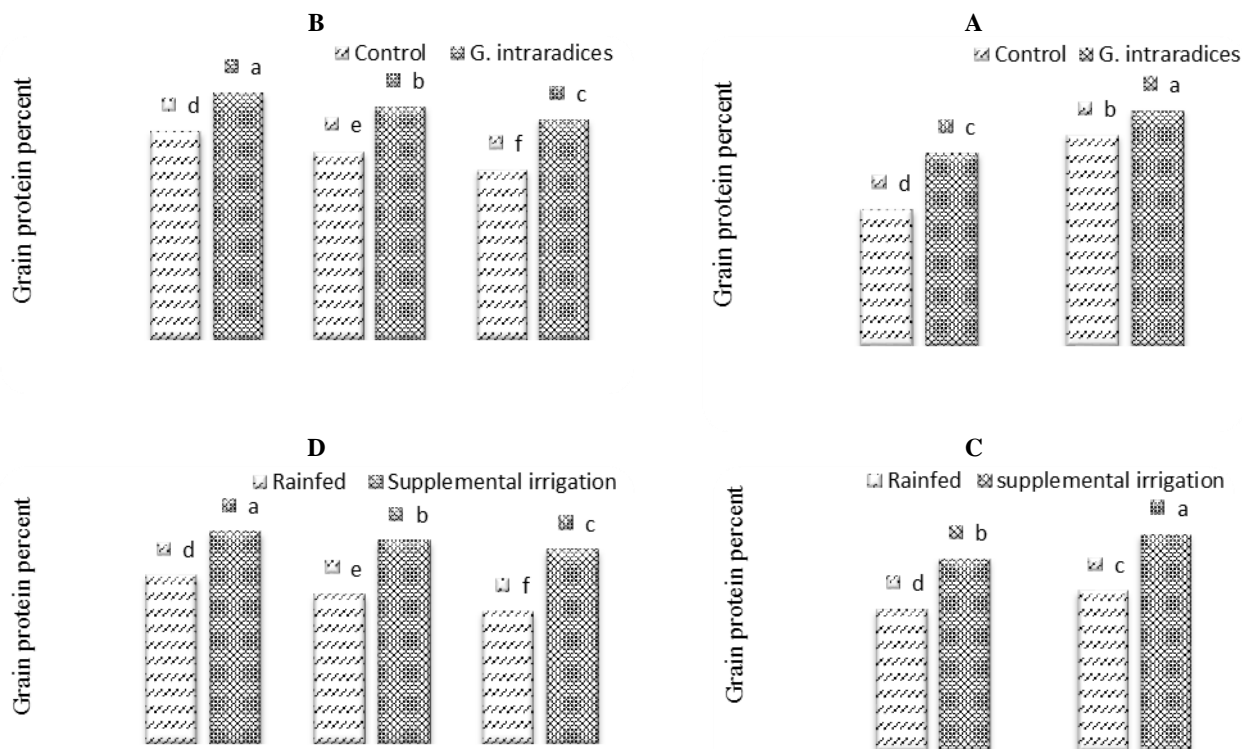 B
Control G. intraradices
Grain protein percent
d a e b f c
A
Control G. intraradices
Grain protein percent
d c b a
D
Rainfed Supplemental irrigation
Grain protein percent
d a e b f c
C
Rainfed supplemental irrigation
Grain protein percent
d b c a